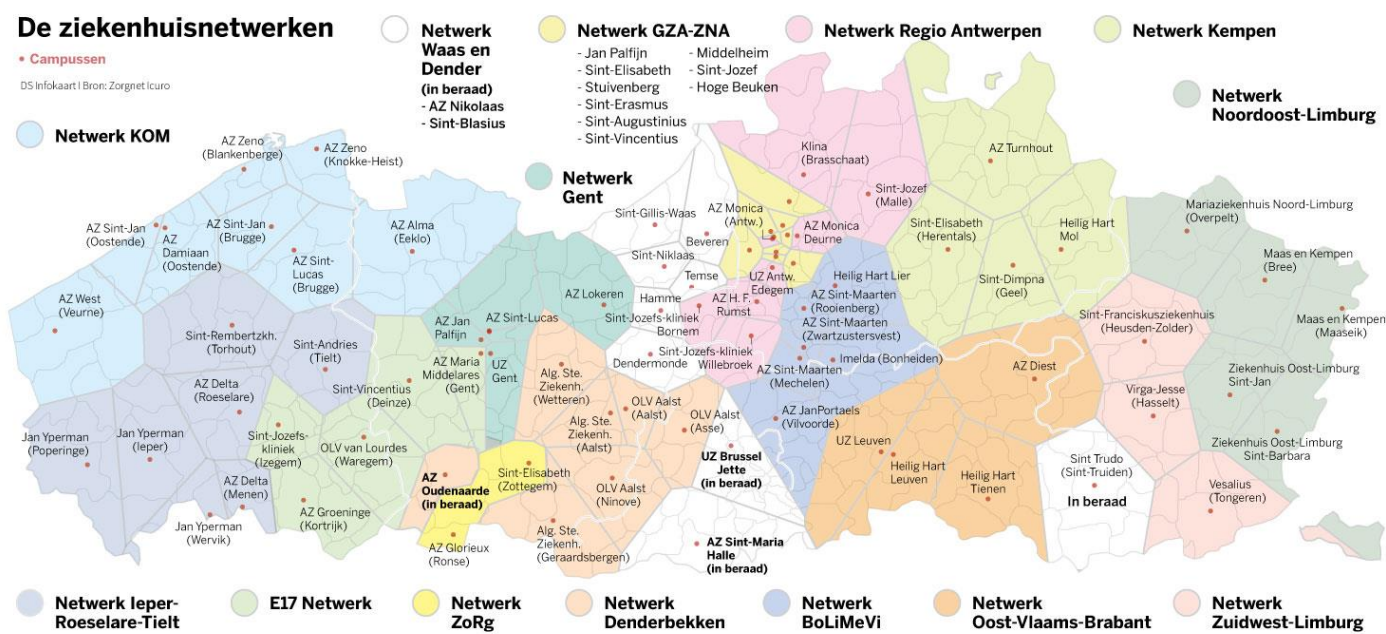 De ziekenhuisnetwerken
• Campussen
DS Infokaart I Bron: Zorgnet Icuro
Netwerk KOM
Netwerk
Waas en
Dender
(in beraad)
- AZ Nikolaas
- Sint-Blasius
Netwerk GZA-ZNA
- Jan Palfijn
- Sint-Elisabeth
- Stuivenberg
- Sint-Erasmus
- Sint-Augustinius
- Sint-Vincentius
- Middelheim
- Sint-Jozef
- Hoge Beuken
Netwerk Regio Antwerpen
Netwerk Kempen
Netwerk
Noordoost-Limburg
Netwerk
Gent
AZ Zeno
(Blankenberge)
AZ Zeno
(Knokke-Heist)
AZ Sint-Jan
(Oostende)
AZ
Damiaan
(Oostende)
AZ Sint-Jan
(Brugge)
AZ Sint-
Lucas
(Brugge)
AZ Alma
(Eeklo)
AZ West
(Veurne)
Sint-Rembertzkh.
(Torhout)
Sint-Andries
(Tielt)
AZ Delta
(Roeselare)
Jan Yperman
(Poperinge)
Jan Yperman
(Ieper)
AZ Delta
(Menen)
Jan Yperman
(Wervik)
Sint-Vincentius
(Deinze)
Sint-Jozefs-
kliniek
(Izegem)
OLV van Lourdes
(Waregem)
AZ Groeninge
(Kortrijk)
AZ Jan
Palfijn
AZ Sint-Lucas
AZ Maria
Middelares
(Gent)
UZ
Gent
AZ Lokeren
AZ
Oudenaarde
(in beraad)
Sint-Elisabeth
(Zottegem)
AZ Glorieux
(Ronse)
Alg. Ste.
Ziekenh.
(Wetteren)
Alg. Ste.
Ziekenh.
(Aalst)
OLV Aalst
(Aalst)
OLV Aalst
(Asse)
OLV Aalst
(Ninove)
Alg. Ste.
Ziekenh.
(Geraardsbergen)
Sint-Gillis-Waas
Beveren
Sint-Niklaas
Temse
Hamme
Sint-Jozefs-kliniek
Bornem
Dendermonde
Sint-Jozefs-kliniek
Willebroek
AZ H. F.
Rumst
UZ Antw.
Edegem
AZ Monica
(Antw.)
AZ Monica
Deurne
Klina
(Brasschaat)
Sint-Jozef
(Malle)
Heilig Hart Lier
AZ Sint-Maarten
(Rooienberg)
AZ Sint-Maarten
(Zwartzustersvest)
Imelda (Bonheiden)
AZ Sint-Maarten
(Mechelen)
AZ JanPortaels
(Vilvoorde)
UZ Brussel
Jette
(in beraad)
AZ Sint-Maria
Halle
(in beraad)
AZ Turnhout
Sint-Elisabeth
(Herentals)
Heilig Hart
Mol
Sint-Dimpna
(Geel)
UZ Leuven
Heilig Hart
Leuven
Heilig Hart
Tienen
AZ Diest
Sint Trudo
(Sint-Truiden)
In beraad
Mariaziekenhuis Noord-Limburg
(Overpelt)
Maas en Kempen
(Bree)
Maas en Kempen
(Maaseik)
Sint-Franciskusziekenhuis
(Heusden-Zolder)
Virga-Jesse
(Hasselt)
Ziekenhuis Oost-Limburg
Sint-Jan
Ziekenhuis Oost-Limburg
Sint-Barbara
Vesalius
(Tongeren)
Netwerk Ieper-
Roeselare-Tielt
E17 Netwerk
Netwerk
ZoRg
Netwerk
Denderbekken
Netwerk
BoLiMeVi
Netwerk
Oost-Vlaams-Brabant
Netwerk
Zuidwest-Limburg